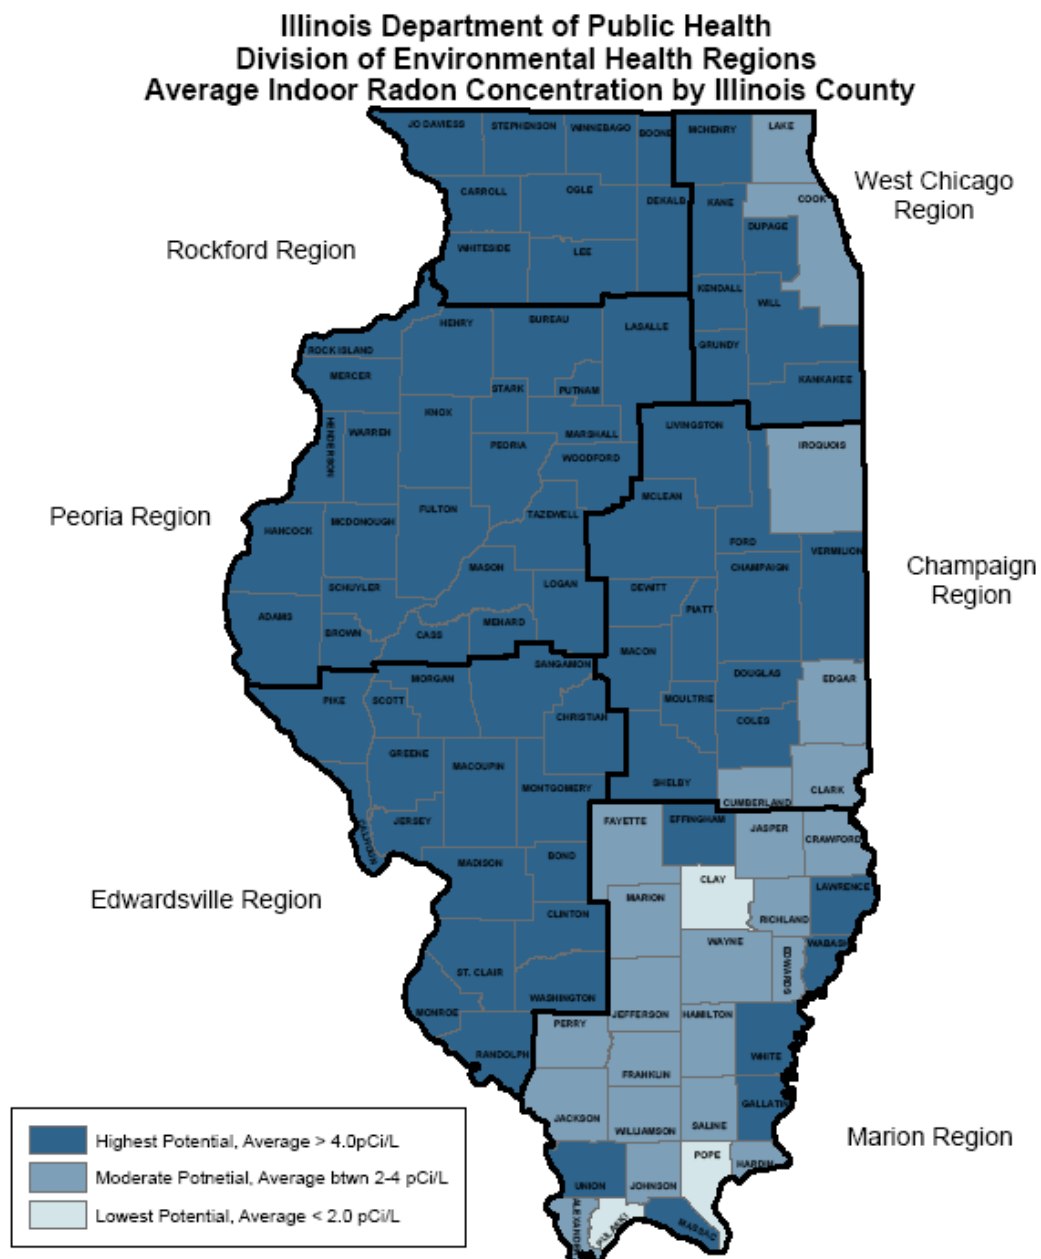 Illinois Department of Public Health
Division of Environmental Health Regions
Average Indoor Radon Concentration by Illinois County
JO DAVIESS
STEPHENSON
WINNEBAGO
BOONE
MCHENRY
LAKE
West Chicago
Region
CARROLL
OGLE
DEKALB
KANE
COOK
DUPAGE
Rockford Region
WHITESIDE
LEE
KENDALL
WILL
HENRY
BUREAU
LASALLE
GRUNDY
ROCK ISLAND
MERCER
STARK
PUTNAM
KANKAKEE
HENDERSON
WARREN
KNOX
PEORIA
MARSHALL
WOODFORD
LIVINGSTON
IROQUOIS
Peoria Region
HANCOCK
MCDONOUGH
FULTON
TAZEWELL
MCLEAN
FORD
VERMILION
Champaign
Region
MASON
LOGAN
CHAMPAIGN
SCHUYLER
DEWITT
PIATT
ADAMS
BROWN
CASS
MENARD
MACON
SANGAMON
DOUGLAS
EDGAR
PIKE
SCOTT
MORGAN
CHRISTIAN
MOULTRIE
COLES
GREENE
MACOUPIN
MONTGOMERY
SHELBY
CUMBERLAND
CLARK
CALHOUN
JERSEY
FAYETTE
EFFINGHAM
JASPER
CRAWFORD
Edwardsville Region
MADISON
BOND
CLAY
LAWRENCE
CLINTON
MARION
RICHLAND
WAYNE
EDWARDS
WABASH
ST. CLAIR
WASHINGTON
MONROE
JEFFERSON
HAMILTON
PERRY
RANDOLPH
WHITE
FRANKLIN
GALLATIN
JACKSON
WILLIAMSON
SALINE
Marion Region
POPE
HARDIN
UNION
JOHNSON
ALEXANDER
PULASKI
MASSAC
Highest Potential, Average > 4.0pCi/L
Moderate Potnetial, Average btwn 2-4 pCi/L
Lowest Potential, Average < 2.0 pCi/L